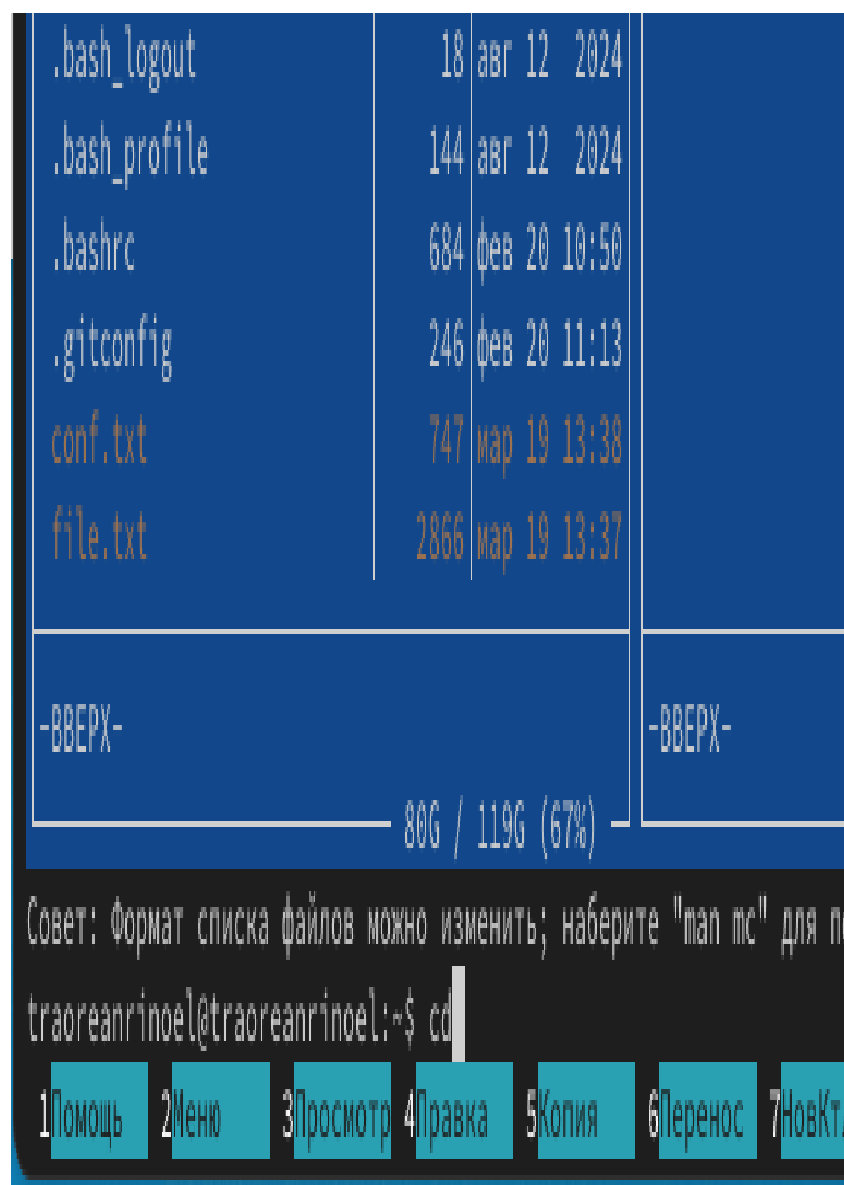 .bash_logout 18 авг 12 2024
.bash_profile 144 авг 12 2024
.bashrc 684 фев 20 10:50
.gitconfig 246 фев 20 11:13
conf.txt 747 мар 19 13:38
file.txt 2866 мар 19 13:37
-ВВЕРХ- -ВВЕРХ-
80G / 119G (67%)
Совет: Формат списка файлов можно изменить; наберите "man mc" для
traoreanrinoel@traoreanrinoel:~$ cd
1Помощь 2Меню 3Просмотр 4Правка 5Копия 6Перенос 7НовКт